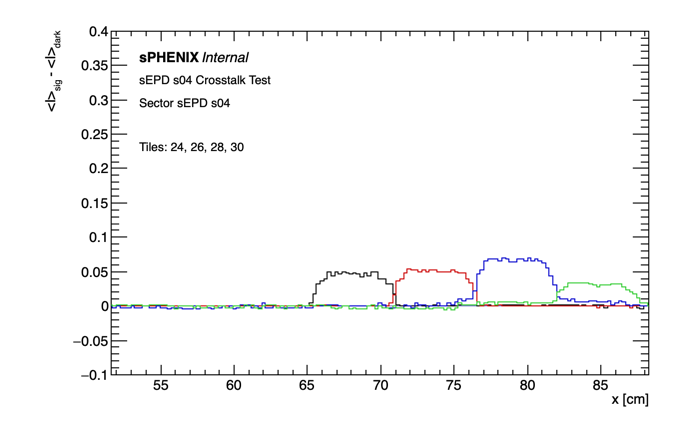 <I>sig - <I>dark
0.4
0.35
0.3
0.25
0.2
0.15
0.1
0.05
0
−0.05
−0.1
sPHENIX Internal
sEPD s04 Crosstalk Test
Sector sEPD s04
Tiles: 24, 26, 28, 30
55 60 65 70 75 80 85
x [cm]